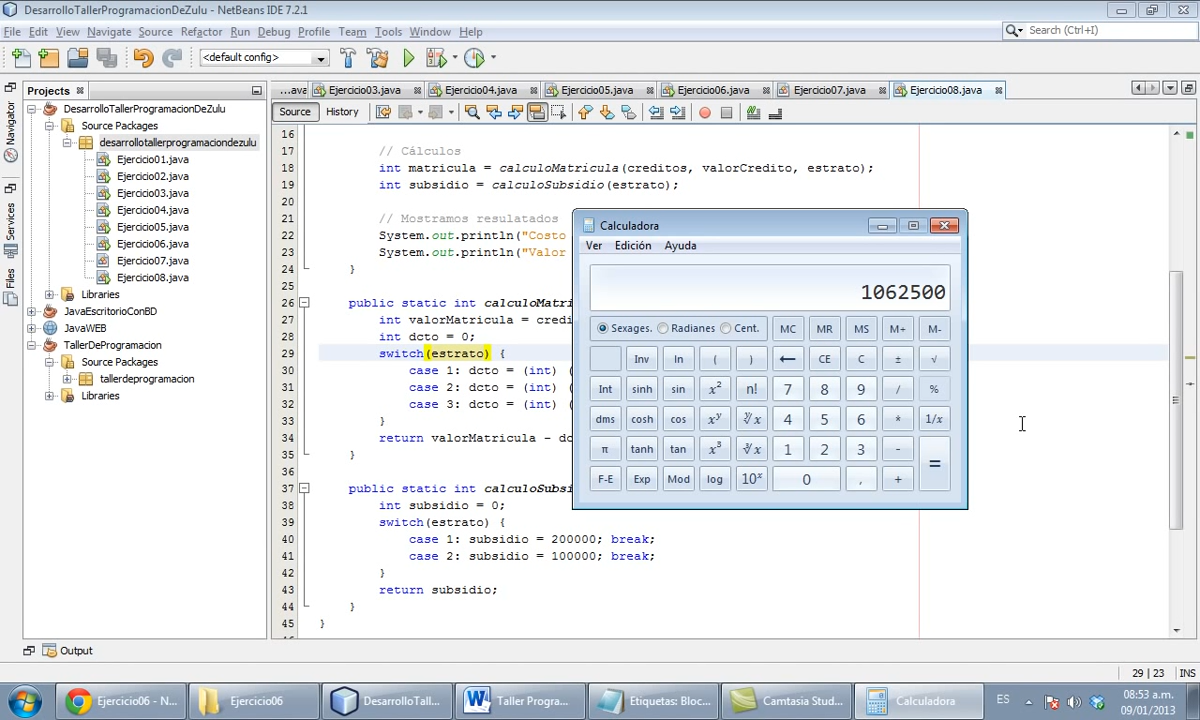 DesarrolloTallerProgramacionDeZulu - NetBeans IDE 7.2.1
File Edit View Navigate Source Refactor Run Debug Profile Team Tools Window Help
Search (Ctrl+I)
<default config>
Projects
...ava Ejercicio03.java Ejercicio04.java Ejercicio05.java Ejercicio06.java Ejercicio07.java Ejercicio08.java
Source History
Navigator
Services
Files
DesarrolloTallerProgramacionDeZulu
Source Packages
desarrollotallerprogramaciondezulu
Ejercicio01.java
Ejercicio02.java
Ejercicio03.java
Ejercicio04.java
Ejercicio05.java
Ejercicio06.java
Ejercicio07.java
Ejercicio08.java
Libraries
JavaEscritorioConBD
JavaWEB
TallerDeProgramacion
Source Packages
tallerdeprogramacion
Libraries
16
17 // Cálculos
18 int matricula = calculoMatricula(creditos, valorCredito, estrato);
19 int subsidio = calculoSubsidio(estrato);
20
21 // Mostramos resulatados
22 System.out.println("Costo
23 System.out.println("Valor
24 }
25
26 public static int calculoMatri
27 int valorMatricula = cred
28 int dcto = 0;
29 switch(estrato) {
30 case 1: dcto = (int) (
31 case 2: dcto = (int) (
32 case 3: dcto = (int) (
33 }
34 return valorMatricula - dc
35 }
36
37 public static int calculoSubs
38 int subsidio = 0;
39 switch(estrato) {
40 case 1: subsidio = 200000; break;
41 case 2: subsidio = 100000; break;
42 }
43 return subsidio;
44 }
45 }
Calculadora
Ver Edición Ayuda
1062500
Sexages. Radianes Cent. MC MR MS M+ M-
Inv ln ( ) ← CE C ± √
Int sinh sin x² n! 7 8 9 / %
dms cosh cos xʸ ʸ√x 4 5 6 * 1/x
π tanh tan x³ ³√x 1 2 3 - =
F-E Exp Mod log 10ˣ 0 , +
Output
29 | 23 INS
Ejercicio06 - N... Ejercicio06 DesarrolloTall... Taller Progra... Etiquetas: Bloc... Camtasia Stud... Calculadora ES
08:53 a.m.
09/01/2013